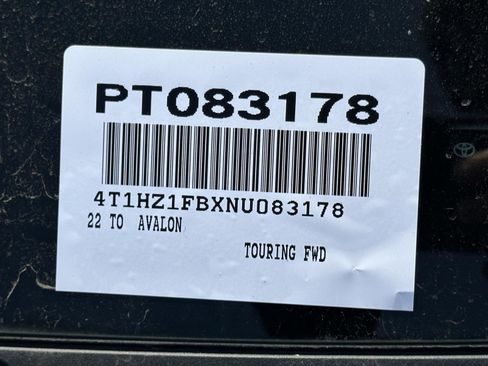 PT083178
4T1HZ1FBXNU083178
22 TO AVALON
TOURING FWD